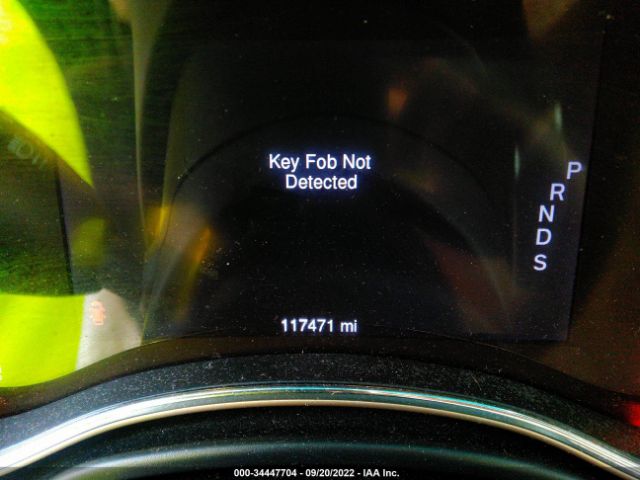 Key Fob Not
Detected
P
R
N
D
S
117471 mi
000-34447704 - 09/20/2022 - IAA Inc.